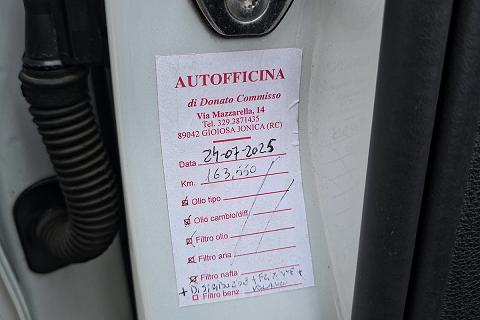 AUTOFFICINA
di Donato Commisso
Via Mazzarella, 14
Tel. 329.3871435
89042 GIOIOSA JONICA (RC)
Data 24-07-2025
Km. 163,550
Olio tipo
Olio cambio/diff.
Filtro olio
Filtro aria
Filtro nafta
+ +
Filtro benz